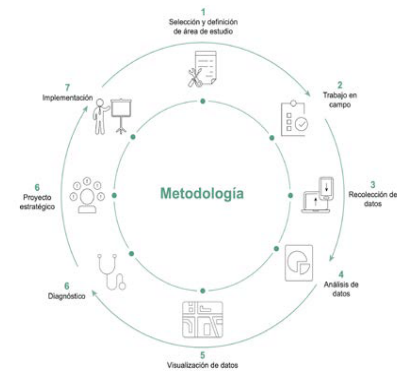 1
Selección y definición
de área de estudio
2
Trabajo en
campo
3
Recolección de
datos
4
Análisis de
datos
5
Visualización de datos
6
Diagnóstico
6
Proyecto
estratégico
7
Implementación
Metodología